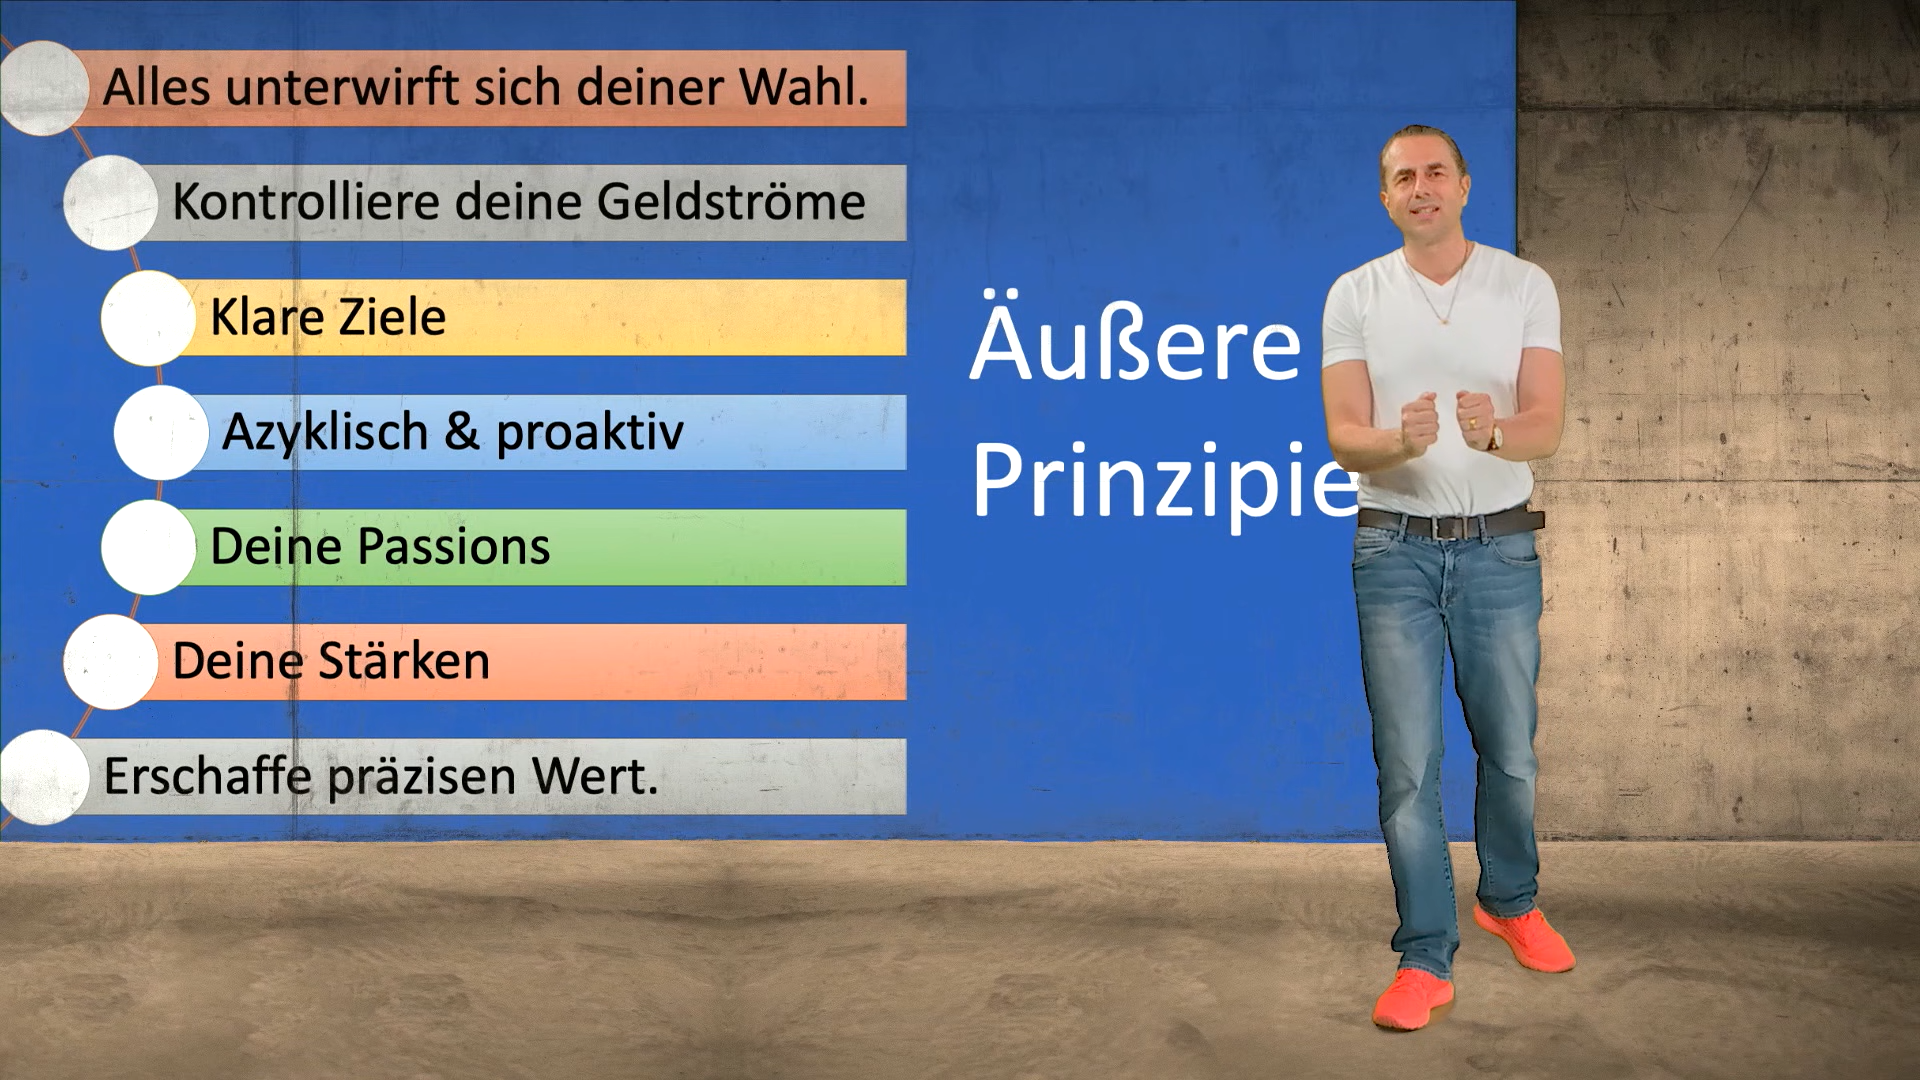 Alles unterwirft sich deiner Wahl.
Kontrolliere deine Geldströme
Klare Ziele
Azyklisch & proaktiv
Deine Passions
Deine Stärken
Erschaffe präzisen Wert.
Äußere
Prinzipie